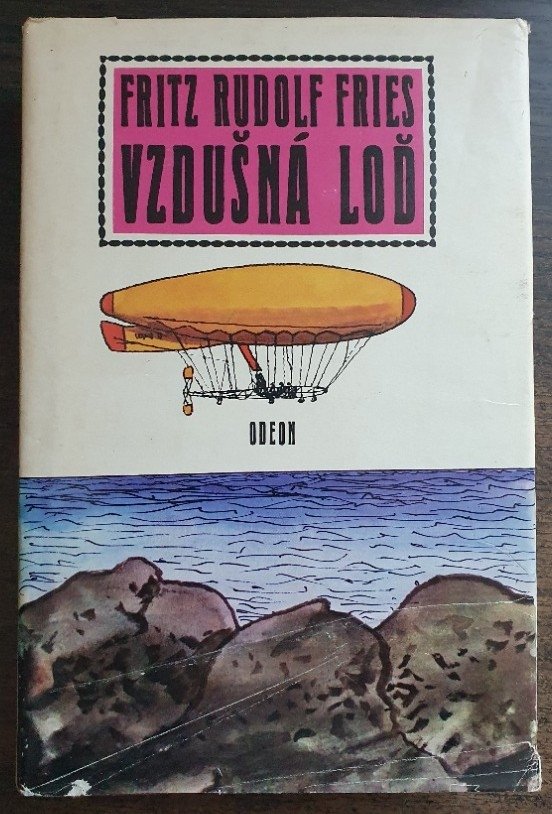 FRITZ RUDOLF FRIES
VZDUŠNÁ LOĎ
ODEON